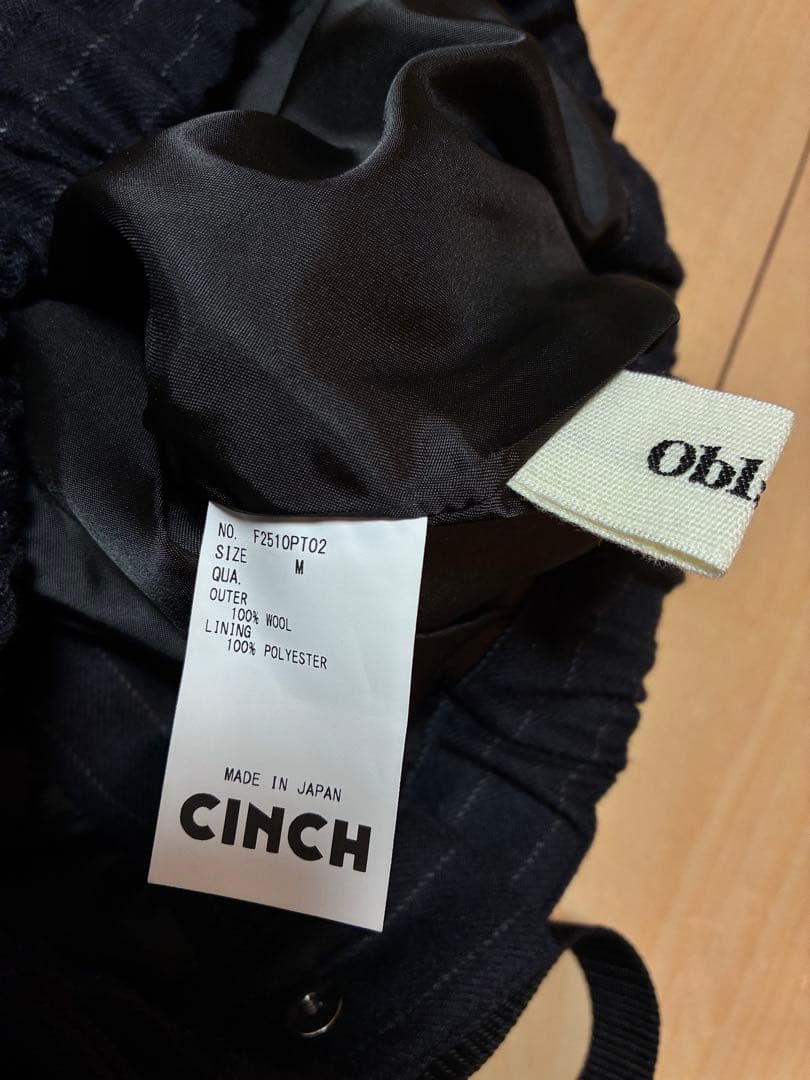 NO. F2510PT02
SIZE M
QUA.
OUTER
100% WOOL
LINING
100% POLYESTER
MADE IN JAPAN
CINCH